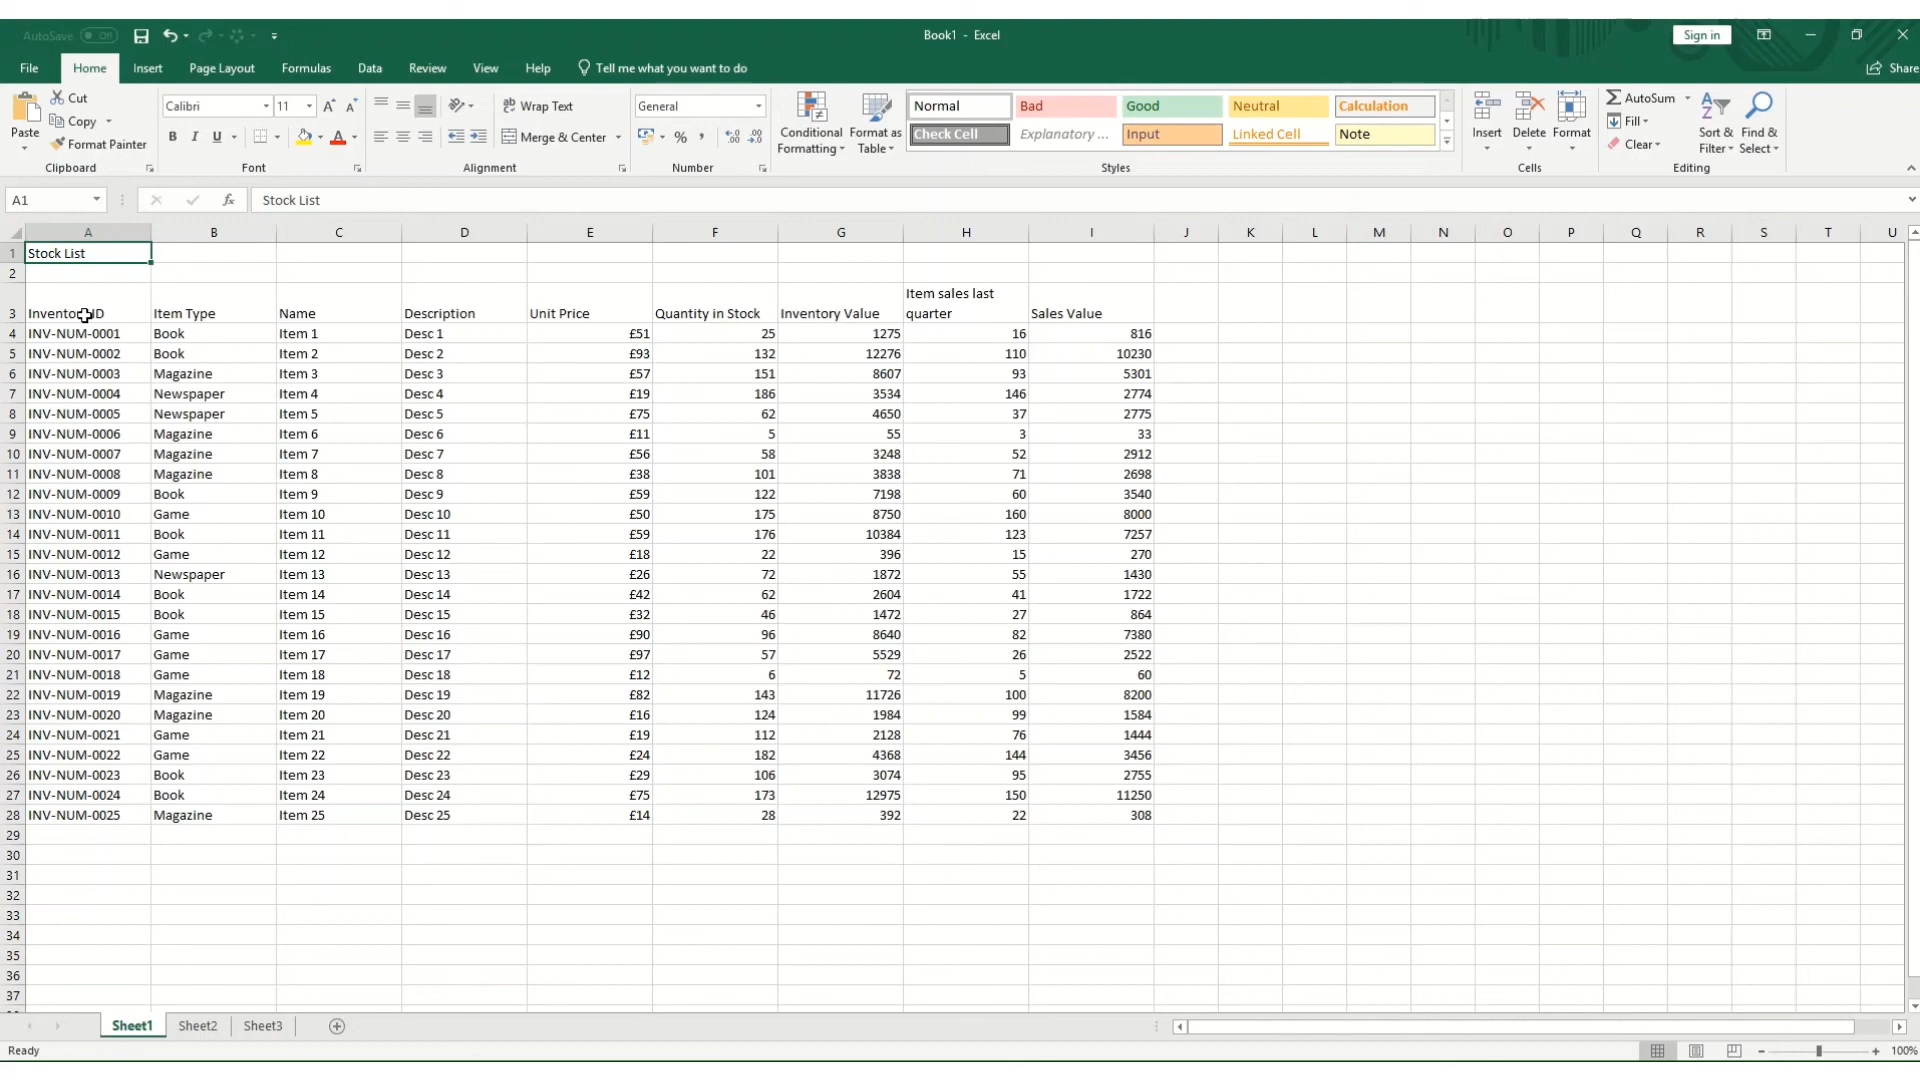 AutoSave Off Book1 - Excel Sign in
File Home Insert Page Layout Formulas Data Review View Help Tell me what you want to do Share
Paste Cut Copy Format Painter Clipboard
Calibri 11 A A B I U A Font
Wrap Text Merge & Center Alignment
General % , Number
Conditional Formatting Format as Table
Normal Bad Good Neutral Calculation
Check Cell Explanatory ... Input Linked Cell Note
Styles
Insert Delete Format Cells
AutoSum Fill Clear Sort & Filter Find & Select Editing
A1 fx Stock List
A B C D E F G H I J K L M N O P Q R S T U
1 Stock List
2
3 Inventory ID Item Type Name Description Unit Price Quantity in Stock Inventory Value Item sales last quarter Sales Value
4 INV-NUM-0001 Book Item 1 Desc 1 £51 25 1275 16 816
5 INV-NUM-0002 Book Item 2 Desc 2 £93 132 12276 110 10230
6 INV-NUM-0003 Magazine Item 3 Desc 3 £57 151 8607 93 5301
7 INV-NUM-0004 Newspaper Item 4 Desc 4 £19 186 3534 146 2774
8 INV-NUM-0005 Newspaper Item 5 Desc 5 £75 62 4650 37 2775
9 INV-NUM-0006 Magazine Item 6 Desc 6 £11 5 55 3 33
10 INV-NUM-0007 Magazine Item 7 Desc 7 £56 58 3248 52 2912
11 INV-NUM-0008 Magazine Item 8 Desc 8 £38 101 3838 71 2698
12 INV-NUM-0009 Book Item 9 Desc 9 £59 122 7198 60 3540
13 INV-NUM-0010 Game Item 10 Desc 10 £50 175 8750 160 8000
14 INV-NUM-0011 Book Item 11 Desc 11 £59 176 10384 123 7257
15 INV-NUM-0012 Game Item 12 Desc 12 £18 22 396 15 270
16 INV-NUM-0013 Newspaper Item 13 Desc 13 £26 72 1872 55 1430
17 INV-NUM-0014 Book Item 14 Desc 14 £42 62 2604 41 1722
18 INV-NUM-0015 Book Item 15 Desc 15 £32 46 1472 27 864
19 INV-NUM-0016 Game Item 16 Desc 16 £90 96 8640 82 7380
20 INV-NUM-0017 Game Item 17 Desc 17 £97 57 5529 26 2522
21 INV-NUM-0018 Game Item 18 Desc 18 £12 6 72 5 60
22 INV-NUM-0019 Magazine Item 19 Desc 19 £82 143 11726 100 8200
23 INV-NUM-0020 Magazine Item 20 Desc 20 £16 124 1984 99 1584
24 INV-NUM-0021 Game Item 21 Desc 21 £19 112 2128 76 1444
25 INV-NUM-0022 Game Item 22 Desc 22 £24 182 4368 144 3456
26 INV-NUM-0023 Book Item 23 Desc 23 £29 106 3074 95 2755
27 INV-NUM-0024 Book Item 24 Desc 24 £75 173 12975 150 11250
28 INV-NUM-0025 Magazine Item 25 Desc 25 £14 28 392 22 308
29
30
31
32
33
34
35
36
37
Sheet1 Sheet2 Sheet3
Ready 100%